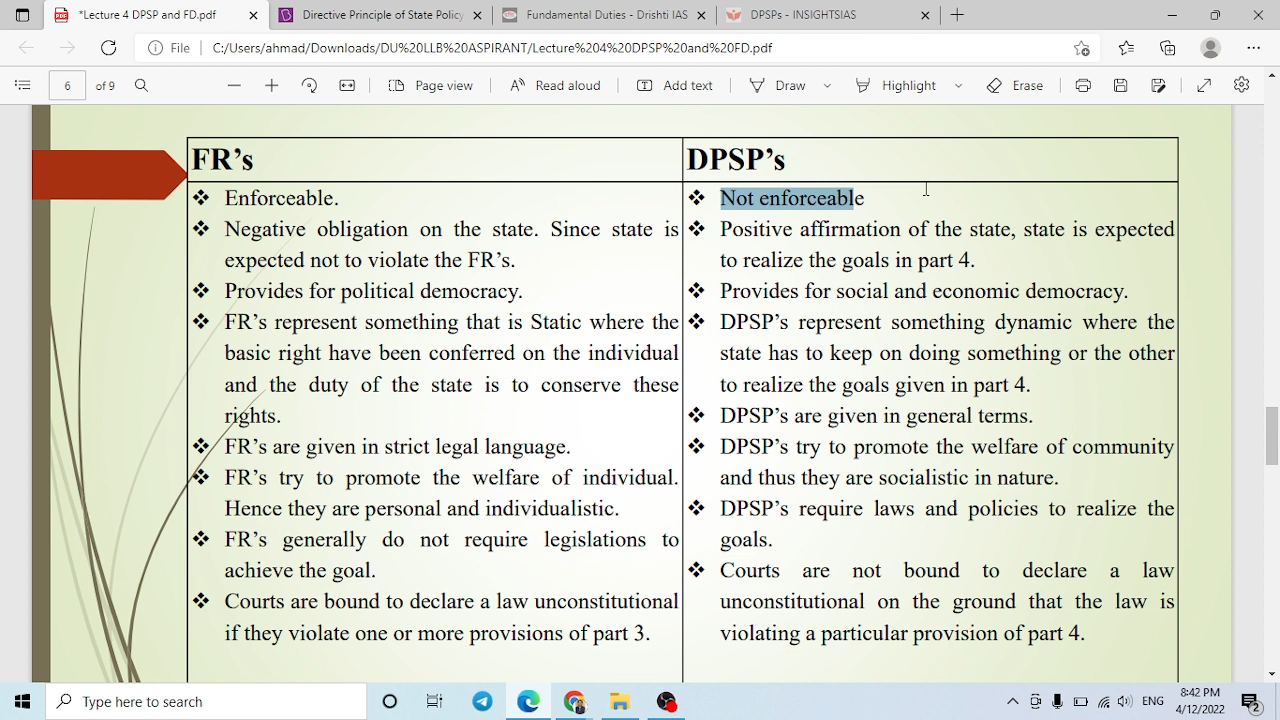 *Lecture 4 DPSP and FD.pdf
Directive Principle of State Policy
Fundamental Duties - Drishti IAS
DPSPs - INSIGHTSIAS
File
C:/Users/ahmad/Downloads/DU%20LLB%20ASPIRANT/Lecture%204%20DPSP%20and%20FD.pdf
6 of 9
Page view
Read aloud
Add text
Draw
Highlight
Erase
FR's
Enforceable.
Negative obligation on the state. Since state is
expected not to violate the FR's.
Provides for political democracy.
FR's represent something that is Static where the
basic right have been conferred on the individual
and the duty of the state is to conserve these
rights.
FR's are given in strict legal language.
FR's try to promote the welfare of individual.
Hence they are personal and individualistic.
FR's generally do not require legislations to
achieve the goal.
Courts are bound to declare a law unconstitutional
if they violate one or more provisions of part 3.
DPSP's
Not enforceable
Positive affirmation of the state, state is expected
to realize the goals in part 4.
Provides for social and economic democracy.
DPSP's represent something dynamic where the
state has to keep on doing something or the other
to realize the goals given in part 4.
DPSP's are given in general terms.
DPSP's try to promote the welfare of community
and thus they are socialistic in nature.
DPSP's require laws and policies to realize the
goals.
Courts are not bound to declare a law
unconstitutional on the ground that the law is
violating a particular provision of part 4.
Type here to search
ENG
8:42 PM
4/12/2022
2